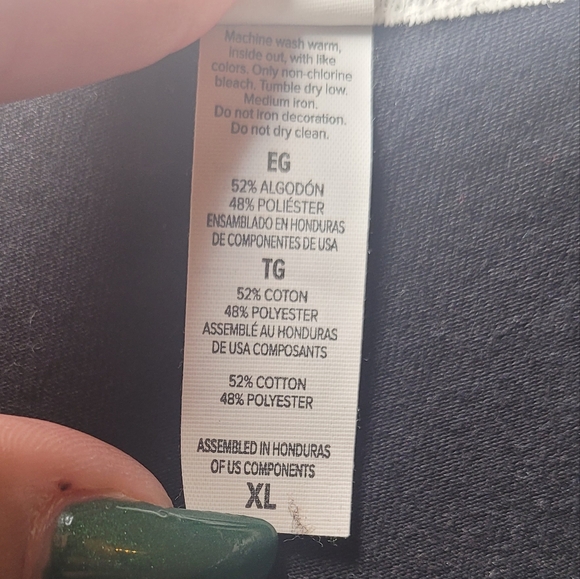 Machine wash warm,
inside out, with like
colors. Only non-chlorine
bleach. Tumble dry low.
Medium iron.
Do not iron decoration.
Do not dry clean.
EG
52% ALGODÓN
48% POLIÉSTER
ENSAMBLADO EN HONDURAS
DE COMPONENTES DE USA
TG
52% COTON
48% POLYESTER
ASSEMBLÉ AU HONDURAS
DE USA COMPOSANTS
52% COTTON
48% POLYESTER
ASSEMBLED IN HONDURAS
OF US COMPONENTS
XL